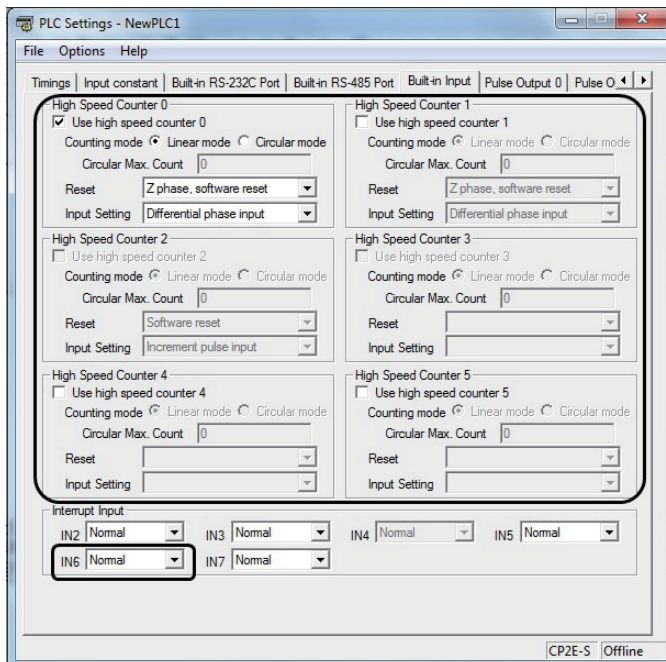 PLC Settings - NewPLC1
File Options Help
Timings Input constant Built-in RS-232C Port Built-in RS-485 Port Built-in Input Pulse Output 0 Pulse O
High Speed Counter 0
Use high speed counter 0
Counting mode Linear mode Circular mode
Circular Max. Count 0
Reset Z phase, software reset
Input Setting Differential phase input
High Speed Counter 1
Use high speed counter 1
Counting mode Linear mode Circular mode
Circular Max. Count 0
Reset Z phase, software reset
Input Setting Differential phase input
High Speed Counter 2
Use high speed counter 2
Counting mode Linear mode Circular mode
Circular Max. Count 0
Reset Software reset
Input Setting Increment pulse input
High Speed Counter 3
Use high speed counter 3
Counting mode Linear mode Circular mode
Circular Max. Count 0
Reset
Input Setting
High Speed Counter 4
Use high speed counter 4
Counting mode Linear mode Circular mode
Circular Max. Count 0
Reset
Input Setting
High Speed Counter 5
Use high speed counter 5
Counting mode Linear mode Circular mode
Circular Max. Count 0
Reset
Input Setting
Interrupt Input
IN2 Normal IN3 Normal IN4 Normal IN5 Normal
IN6 Normal IN7 Normal
CP2E-S Offline